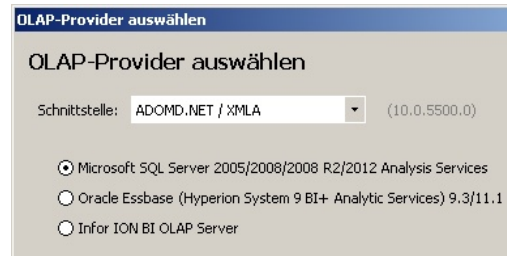 OLAP-Provider auswählen
OLAP-Provider auswählen
Schnittstelle: ADOMD.NET / XMLA (10.0.5500.0)
Microsoft SQL Server 2005/2008/2008 R2/2012 Analysis Services
Oracle Essbase (Hyperion System 9 BI+ Analytic Services) 9.3/11.1
Infor ION BI OLAP Server